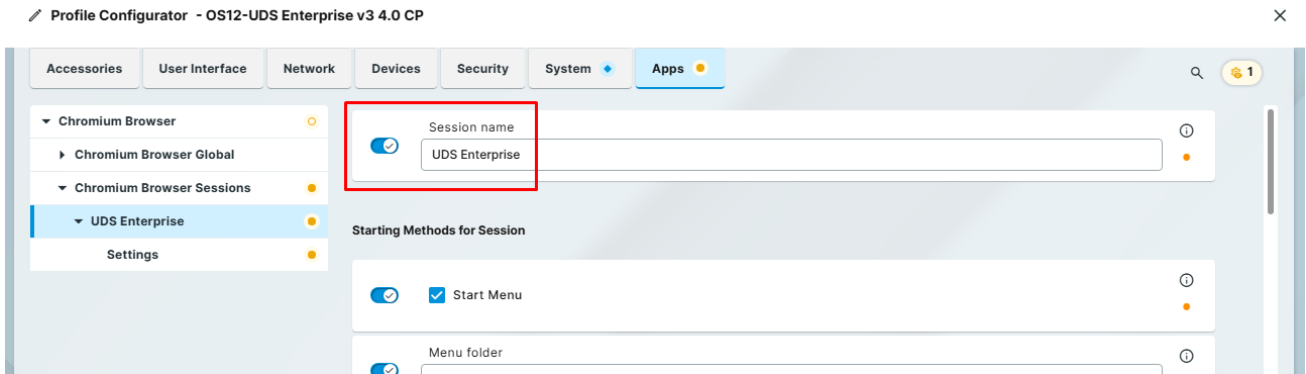 Profile Configurator - OS12-UDS Enterprise v3 4.0 CP
Accessories
User Interface
Network
Devices
Security
System
Apps
1
Chromium Browser
Chromium Browser Global
Chromium Browser Sessions
UDS Enterprise
Settings
Session name
UDS Enterprise
Starting Methods for Session
Start Menu
Menu folder